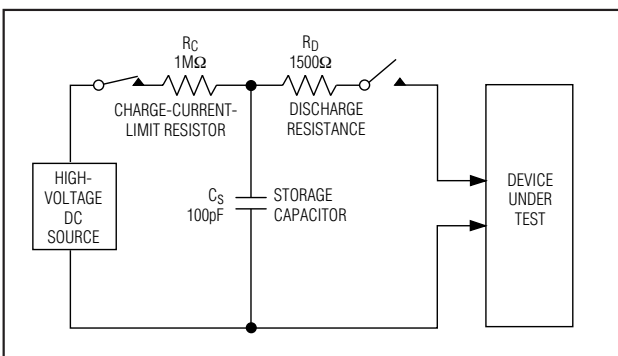 RC
1MΩ
CHARGE-CURRENT-
LIMIT RESISTOR
RD
1500Ω
DISCHARGE
RESISTANCE
HIGH-
VOLTAGE
DC
SOURCE
CS
100pF
STORAGE
CAPACITOR
DEVICE
UNDER
TEST